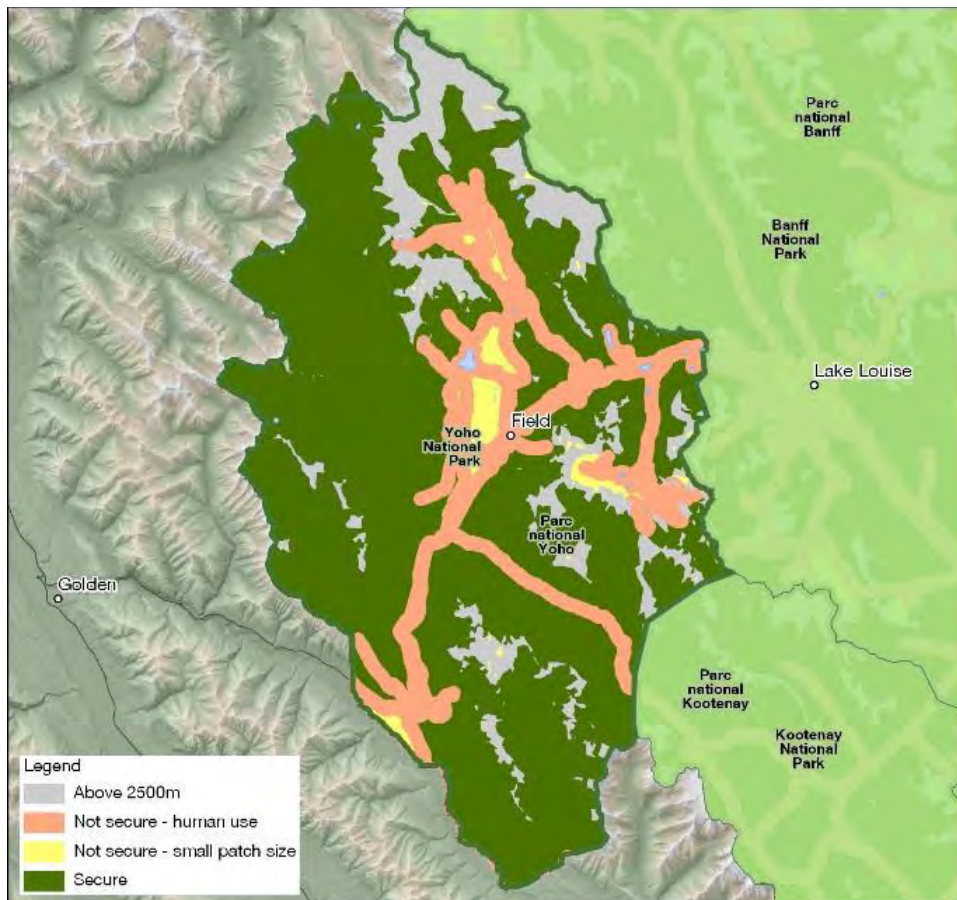 Parc
national
Banff
Banff
National
Park
Lake Louise
Field
Yoho
National
Park
Parc
national
Yoho
Golden
Parc
national
Kootenay
Kootenay
National
Park
Legend
Above 2500m
Not secure - human use
Not secure - small patch size
Secure